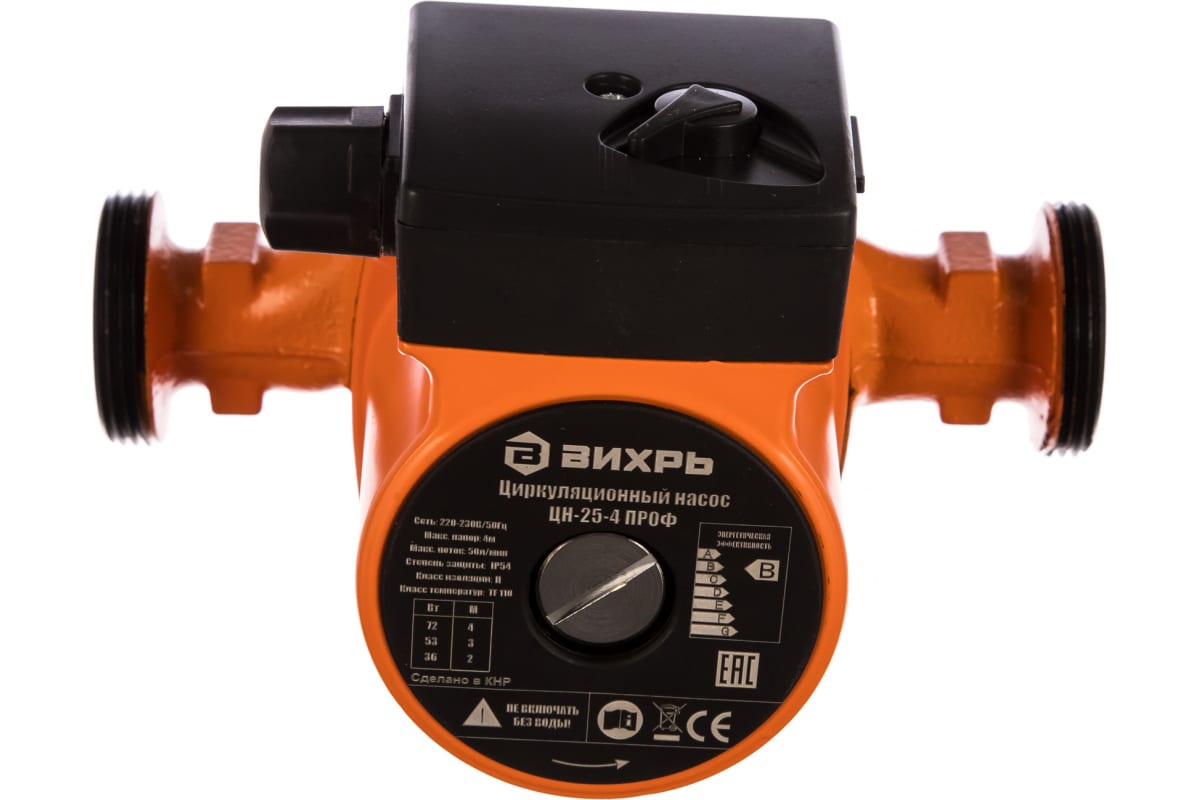 ВИХРЬ
Циркуляционный насос
ЦН-25-4 ПРОФ
Сеть: 220-230В/50Гц
Макс. напор: 4м
Макс. поток: 50л/мин
Степень защиты: IP54
Класс изоляции: H
Класс температур: TF 110
Вт М
72 4
53 3
36 2
Сделано в КНР
ЭНЕРГЕТИЧЕСКАЯ
ЭФФЕКТИВНОСТЬ
A
B
C
D
E
F
G
B
EAC
НЕ ВКЛЮЧАТЬ
БЕЗ ВОДЫ!
CE